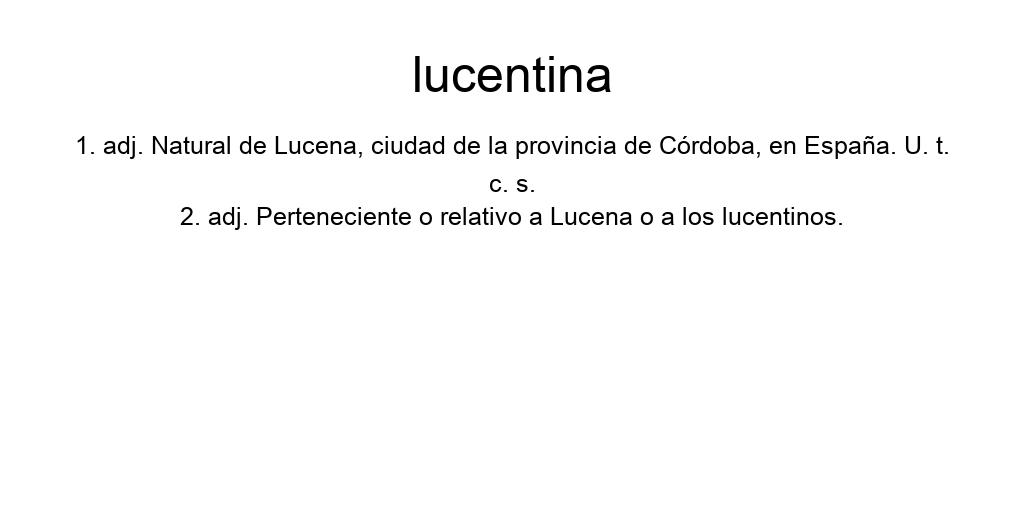 lucentina
1. adj. Natural de Lucena, ciudad de la provincia de Córdoba, en España. U. t.
c. s.
2. adj. Perteneciente o relativo a Lucena o a los lucentinos.